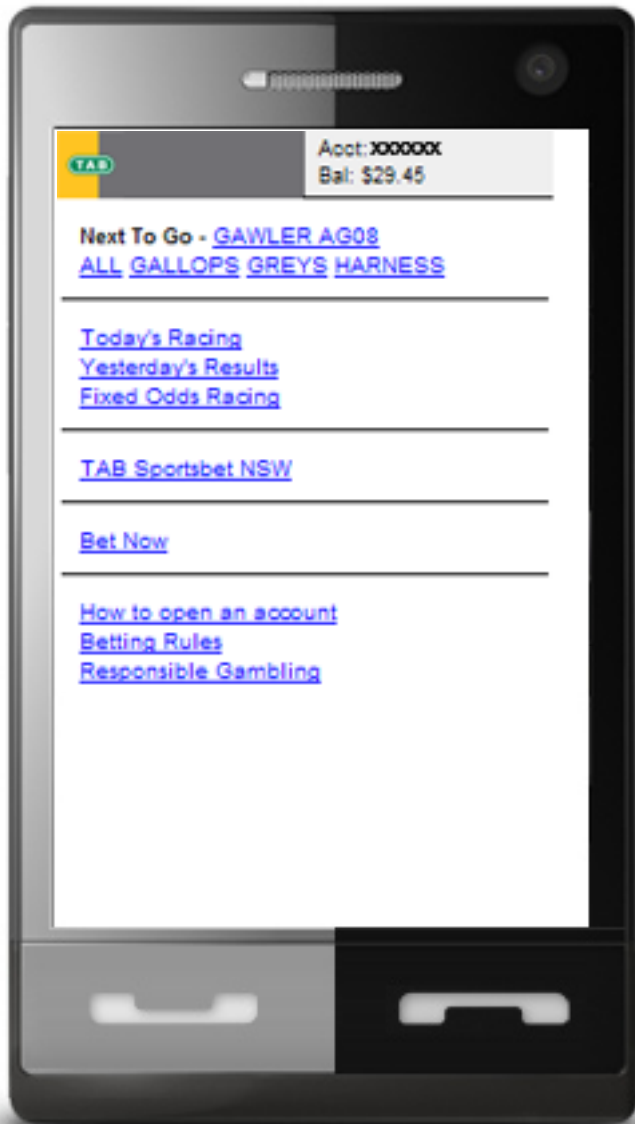 TAB
Acct: XXXXXX
Bal: $29.45
Next To Go - GAWLER AG08
ALL GALLOPS GREYS HARNESS
Today's Racing
Yesterday's Results
Fixed Odds Racing
TAB Sportsbet NSW
Bet Now
How to open an account
Betting Rules
Responsible Gambling